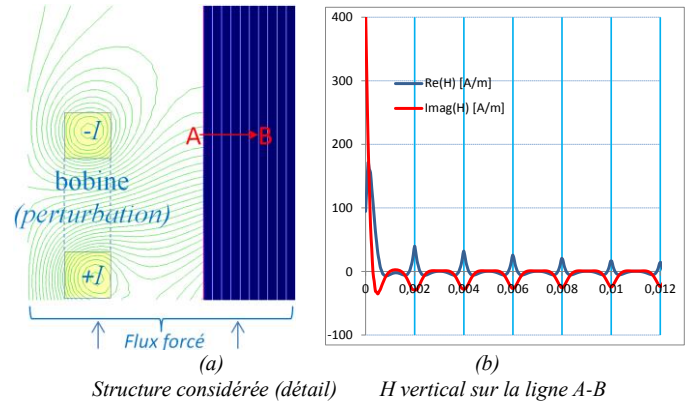 -I
A
B
bobine
(perturbation)
+I
Flux forcé
(a)
Structure considérée (détail)
400
300
200
100
0
-100
Re(H) [A/m]
Imag(H) [A/m]
0
0,002
0,004
0,006
0,008
0,01
0,012
(b)
H vertical sur la ligne A-B